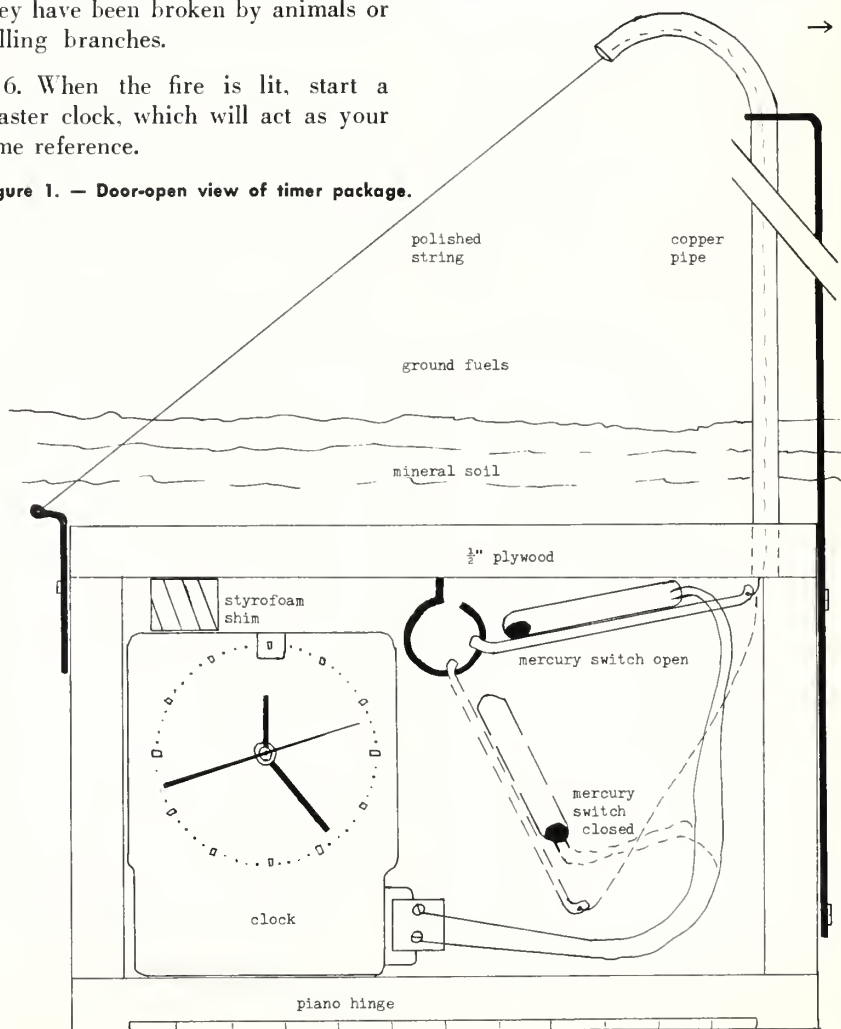 ey have been broken by animals or
lling branches.
6. When the fire is lit, start a
aster clock, which will act as your
me reference.
gure 1. — Door-open view of timer package.
→
polished
string
copper
pipe
ground fuels
mineral soil
½" plywood
styrofoam
shim
mercury switch open
mercury
switch
closed
clock
piano hinge